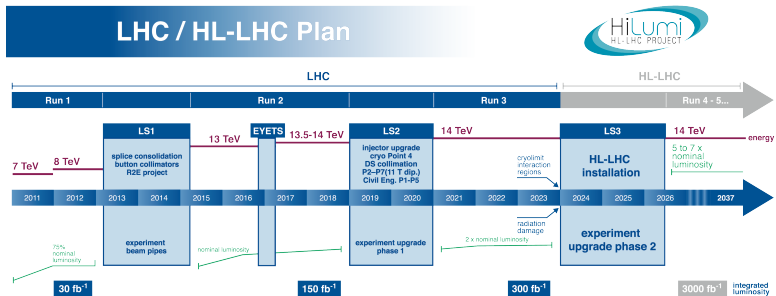 LHC / HL-LHC Plan
HiLumi
HL-LHC PROJECT
LHC
HL-LHC
Run 1
Run 2
Run 3
Run 4 - 5...
LS1
splice consolidation
button collimators
R2E project
EYETS
LS2
injector upgrade
cryo Point 4
DS collimation
P2-P7(11 T dip.)
Civil Eng. P1-P5
LS3
HL-LHC
installation
7 TeV
8 TeV
13 TeV
13.5-14 TeV
14 TeV
14 TeV
energy
5 to 7 x
nominal
luminosity
cryolimit
interaction
regions
2011 2012 2013 2014 2015 2016 2017 2018 2019 2020 2021 2022 2023 2024 2025 2026 2037
radiation
damage
75%
nominal
luminosity
experiment
beam pipes
nominal luminosity
experiment upgrade
phase 1
2 x nominal luminosity
experiment
upgrade phase 2
30 fb-1
150 fb-1
300 fb-1
3000 fb-1
integrated
luminosity